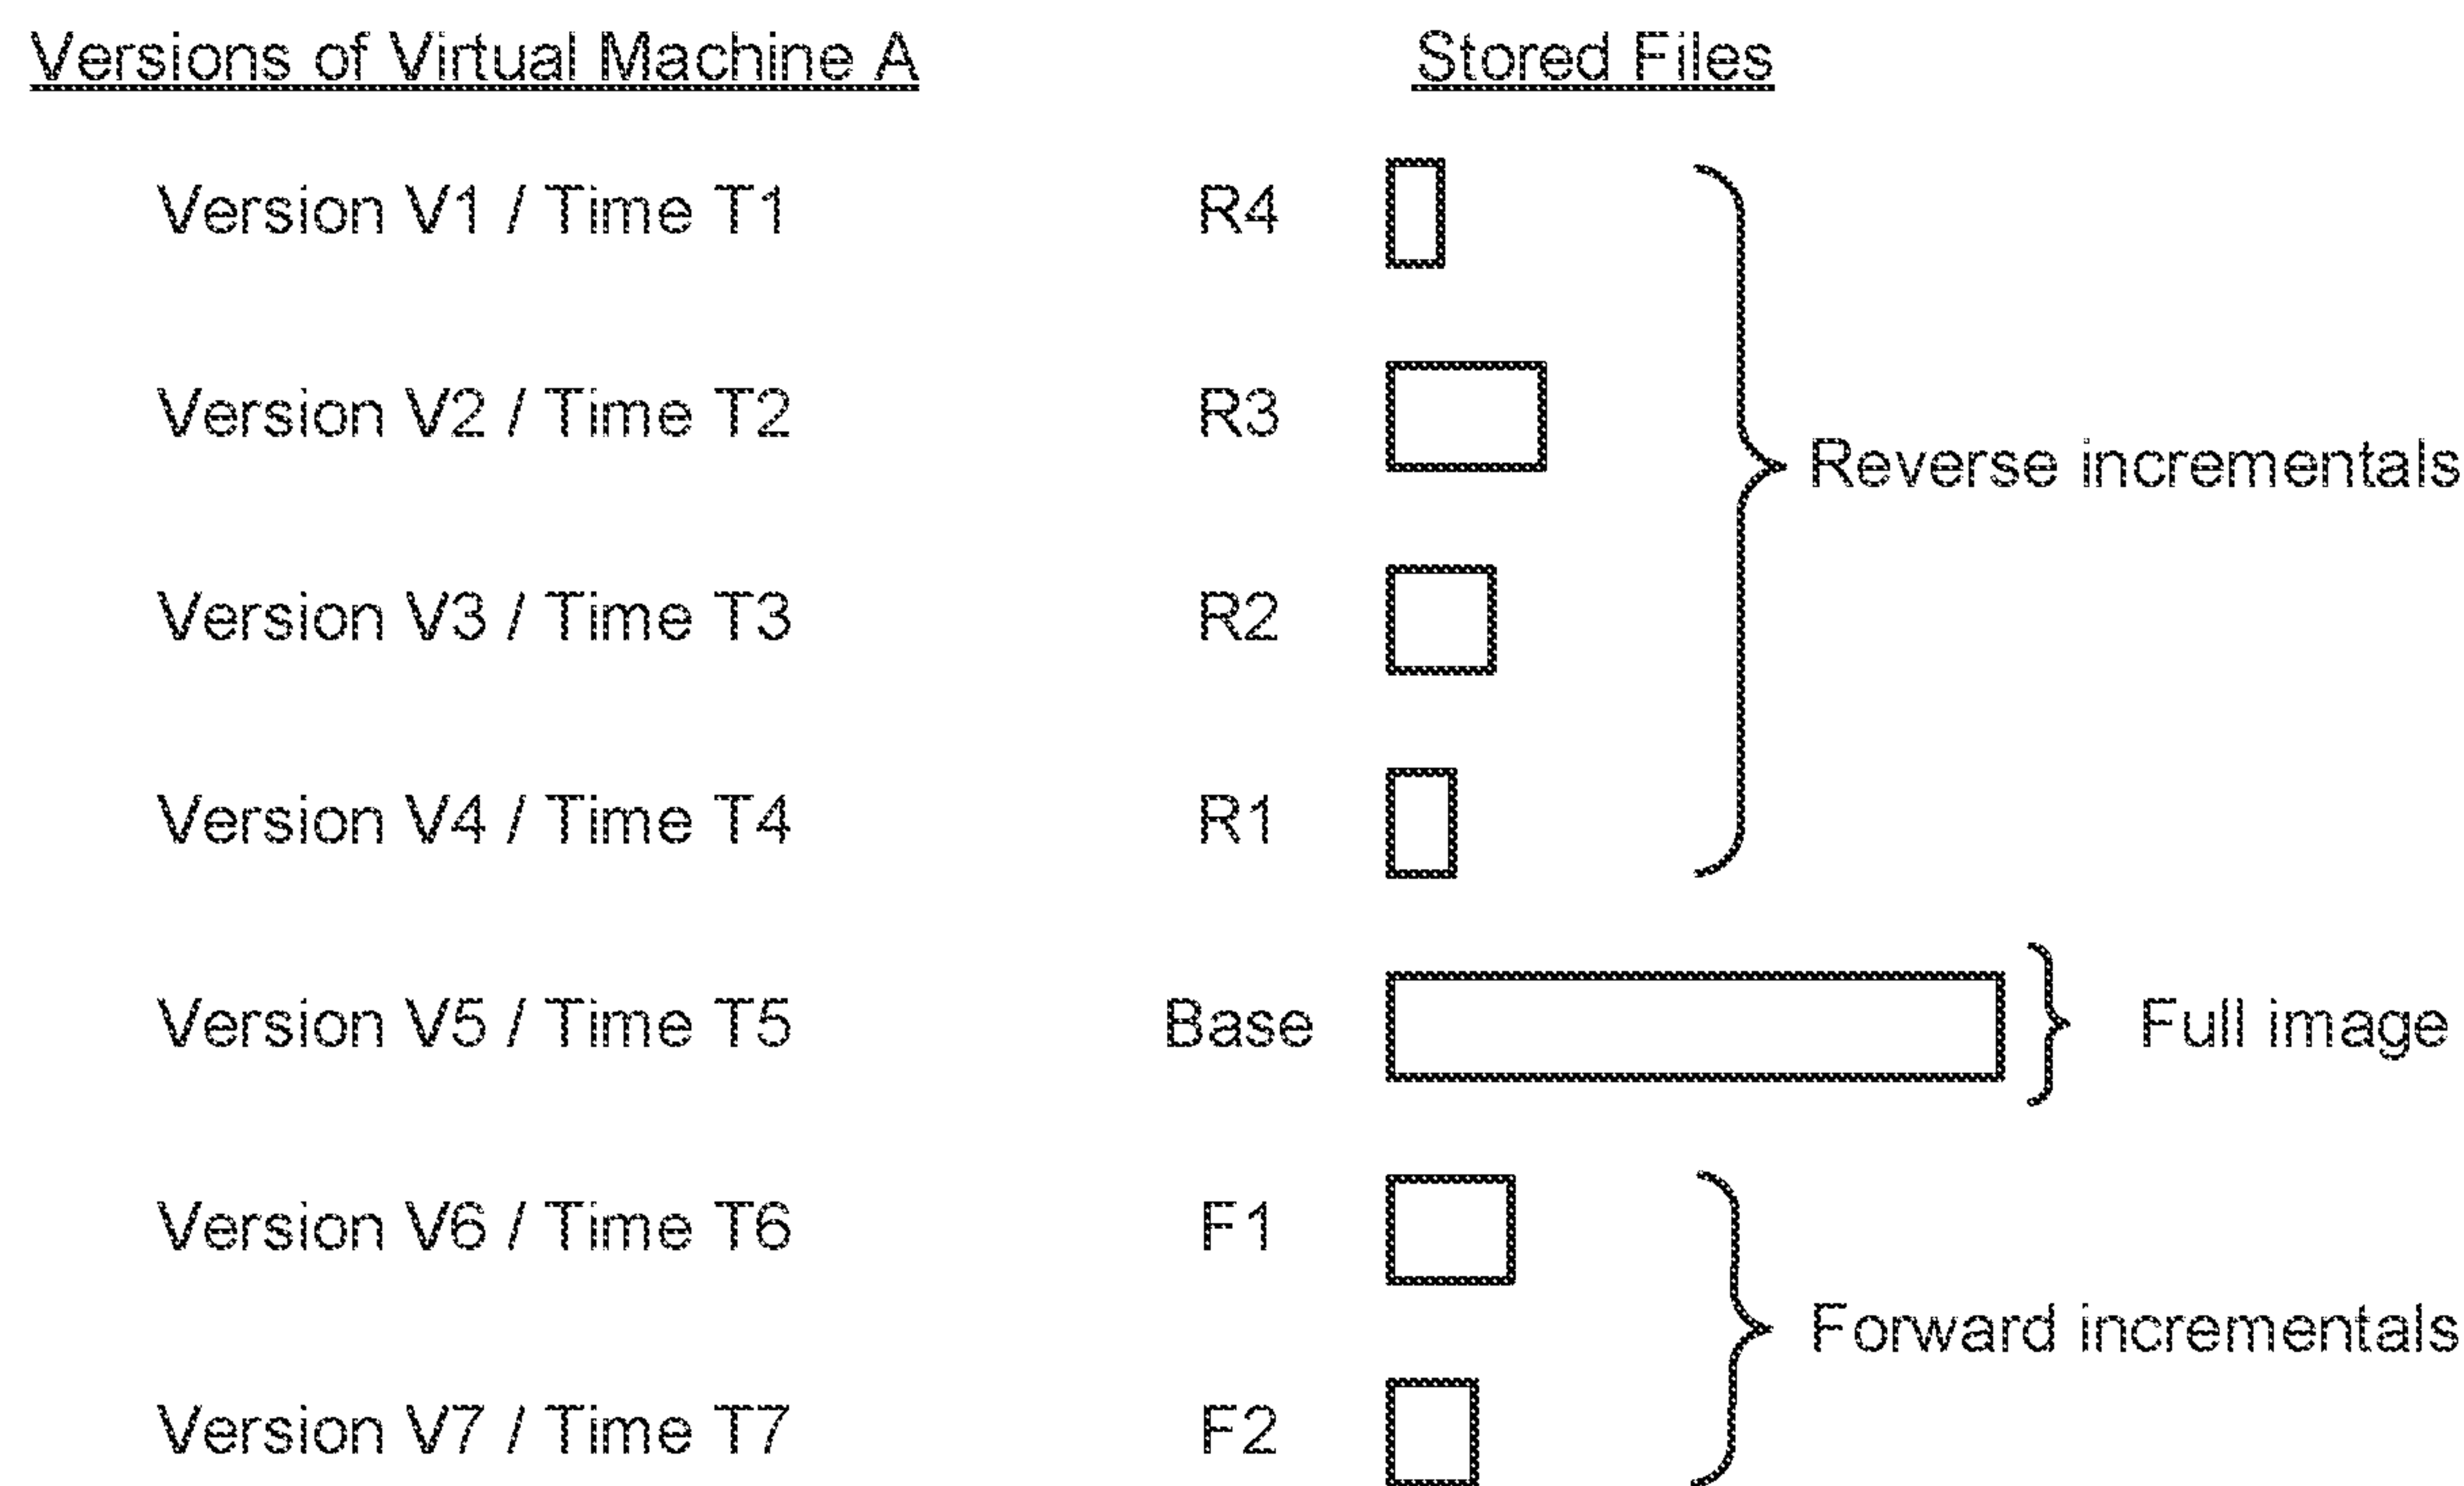 Versions of Virtual Machine A Stored Files
Version V1 / Time T1 R4
Version V2 / Time T2 R3
Reverse incrementals
Version V3 / Time T3 R2
Version V4 / Time T4 R1
Version V5 / Time T5 Base Full image
Version V6 / Time T6 F1
Forward incrementals
Version V7 / Time T7 F2